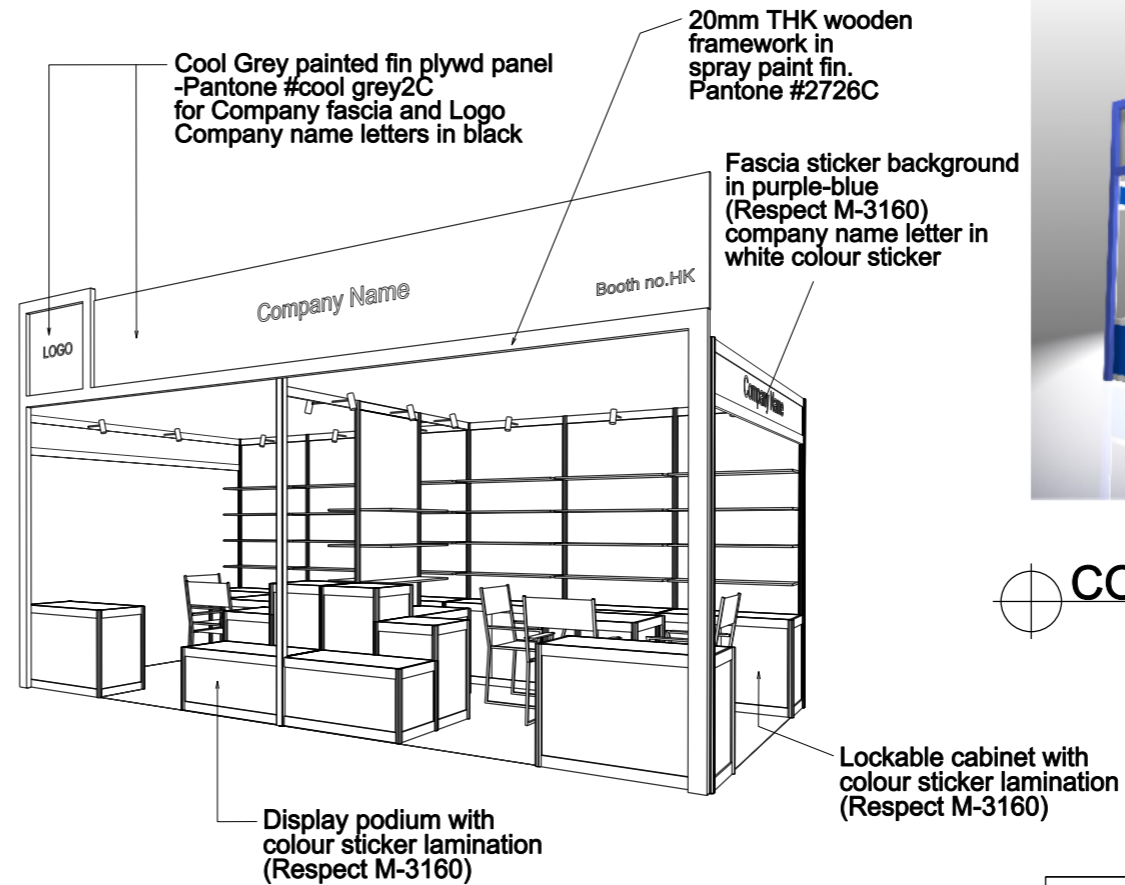 Cool Grey painted fin plywd panel
-Pantone #cool grey2C
for Company fascia and Logo
Company name letters in black
20mm THK wooden
framework in
spray paint fin.
Pantone #2726C
Fascia sticker background
in purple-blue
(Respect M-3160)
company name letter in
white colour sticker
Company Name
Booth no.HK
LOGO
Company Name
Lockable cabinet with
colour sticker lamination
(Respect M-3160)
Display podium with
colour sticker lamination
(Respect M-3160)